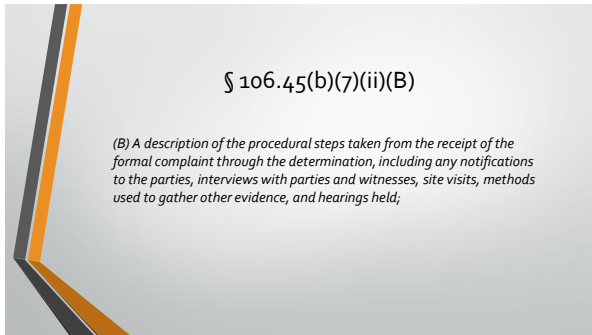 § 106.45(b)(7)(ii)(B)
(B) A description of the procedural steps taken from the receipt of the
formal complaint through the determination, including any notifications
to the parties, interviews with parties and witnesses, site visits, methods
used to gather other evidence, and hearings held;